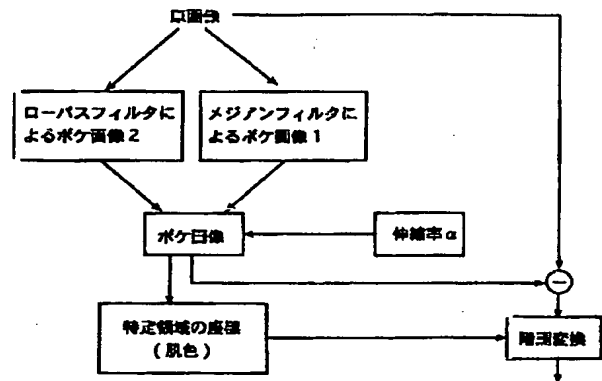 原画像
ローパスフィルタに
よるボケ画像2
メジアンフィルタに
よるボケ画像1
ボケ画像
伸縮率α
−
特定領域の座標
(肌色)
階調変換